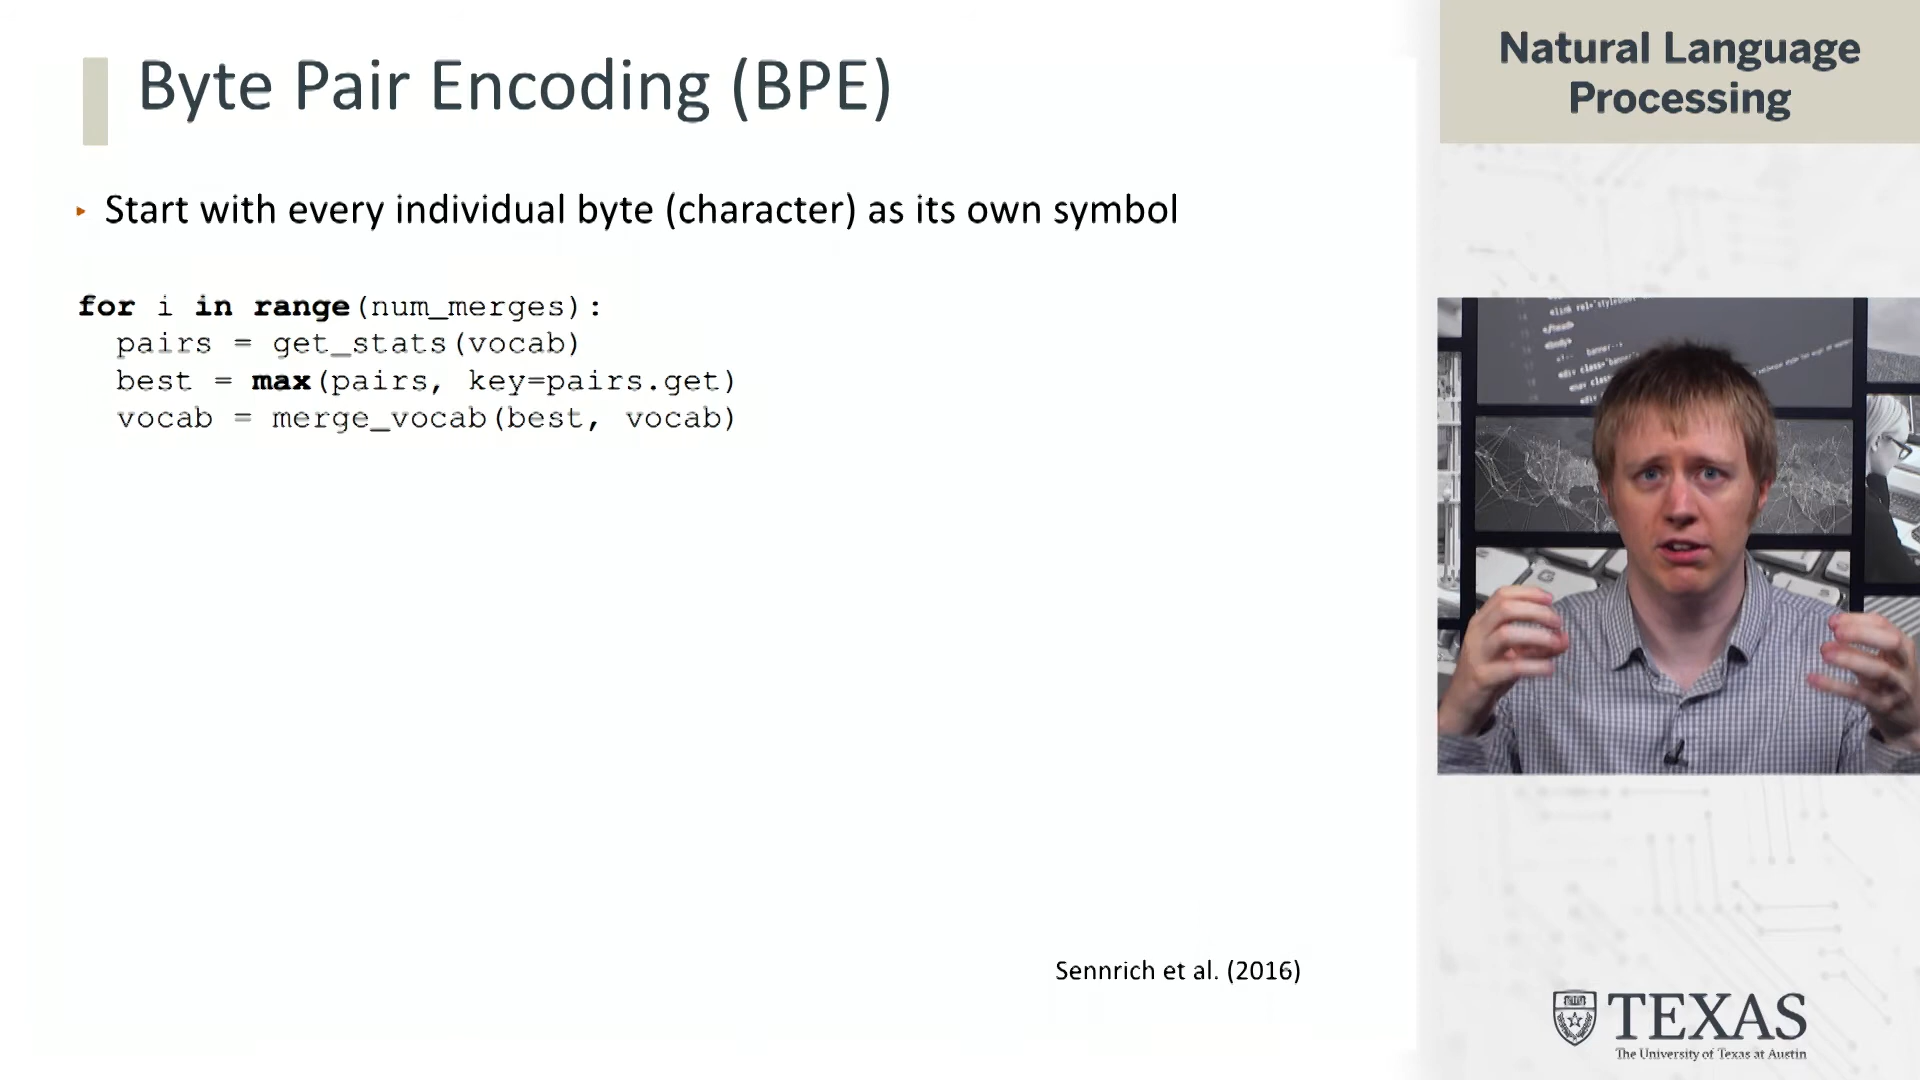 Byte Pair Encoding (BPE)
▸ Start with every individual byte (character) as its own symbol
for i in range(num_merges):
  pairs = get_stats(vocab)
  best = max(pairs, key=pairs.get)
  vocab = merge_vocab(best, vocab)
Sennrich et al. (2016)
Natural Language
Processing
TEXAS
The University of Texas at Austin